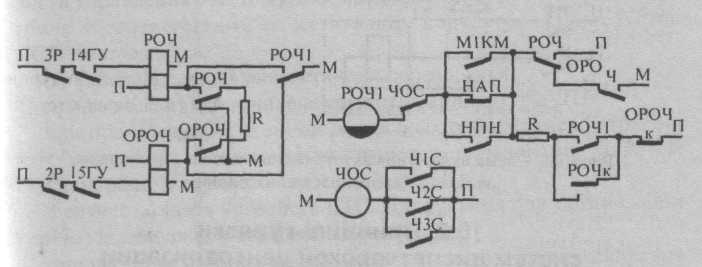 П 3Р 14ГУ РОЧ М РОЧ1 М
П РОЧ
R
ОРОЧ ОРОЧ
П М
П 2Р 15ГУ М
М1КМ РОЧ П
ОРО Ч М
РОЧ1 ЧОС НАП
М
НПН R РОЧ1 ОРОЧ
к П
РОЧк
ЧОС Ч1С
М Ч2С П
Ч3С